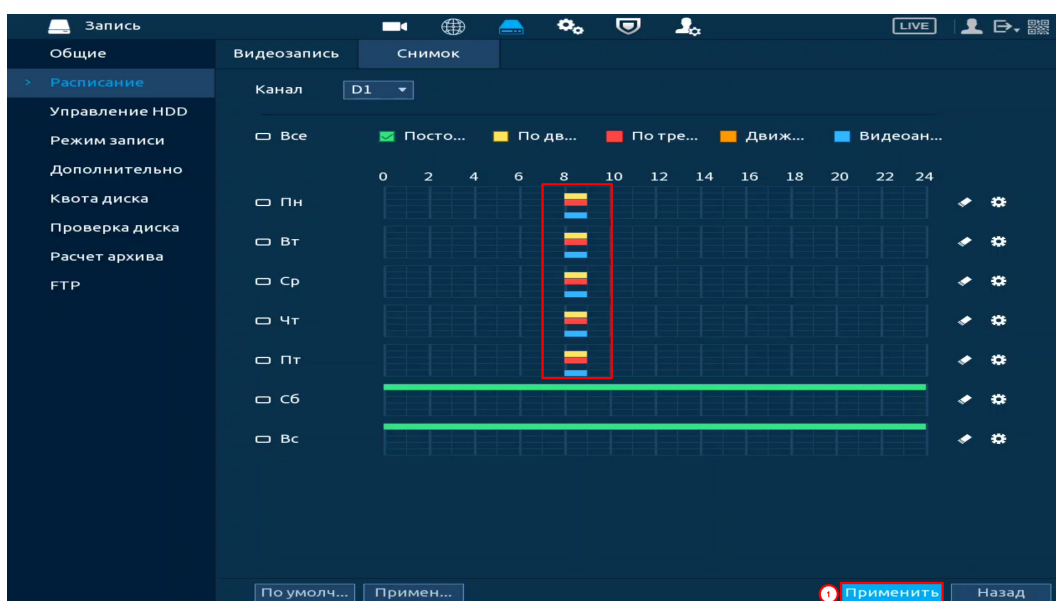 Запись
LIVE
Общие
Расписание
Управление HDD
Режим записи
Дополнительно
Квота диска
Проверка диска
Расчет архива
FTP
Видеозапись Снимок
Канал D1
Все Посто... По дв... По тре... Движ... Видеоан...
0 2 4 6 8 10 12 14 16 18 20 22 24
Пн
Вт
Ср
Чт
Пт
Сб
Вс
По умолч... Примен... 1 Применить Назад